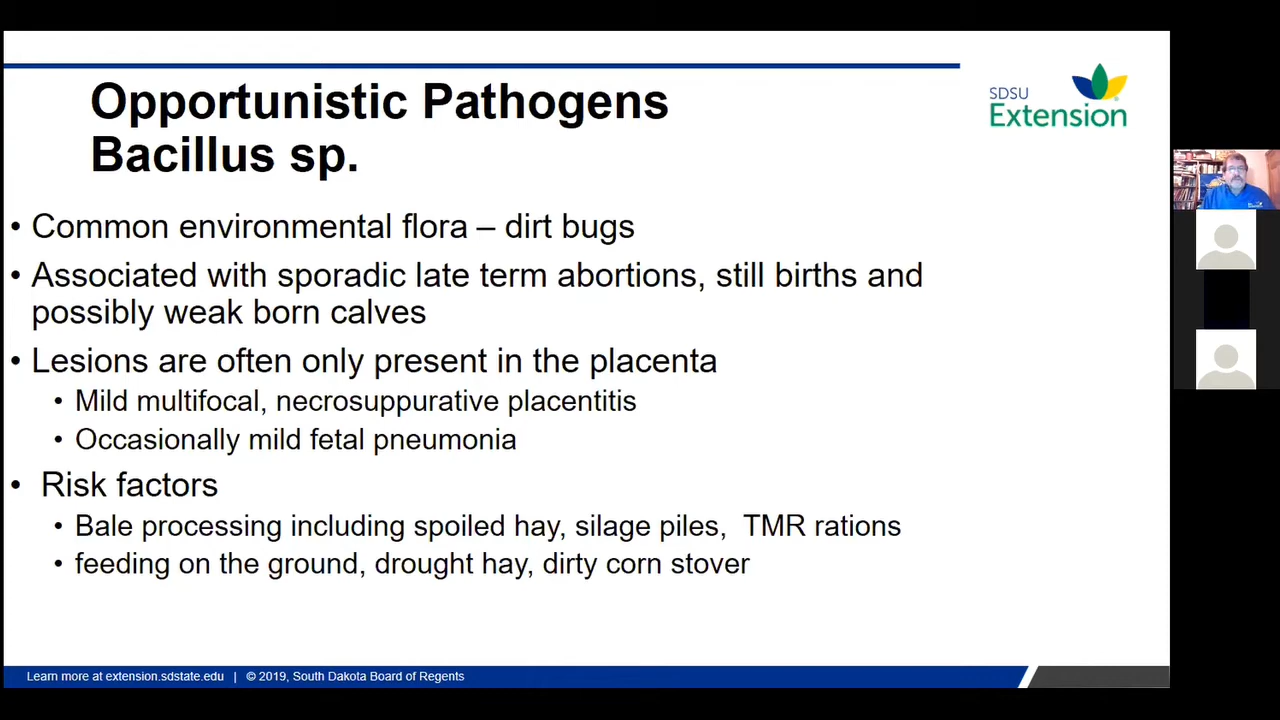 Opportunistic Pathogens
Bacillus sp.
SDSU
Extension
• Common environmental flora – dirt bugs
• Associated with sporadic late term abortions, still births and
possibly weak born calves
• Lesions are often only present in the placenta
• Mild multifocal, necrosuppurative placentitis
• Occasionally mild fetal pneumonia
• Risk factors
• Bale processing including spoiled hay, silage piles, TMR rations
• feeding on the ground, drought hay, dirty corn stover
Learn more at extension.sdstate.edu | © 2019, South Dakota Board of Regents